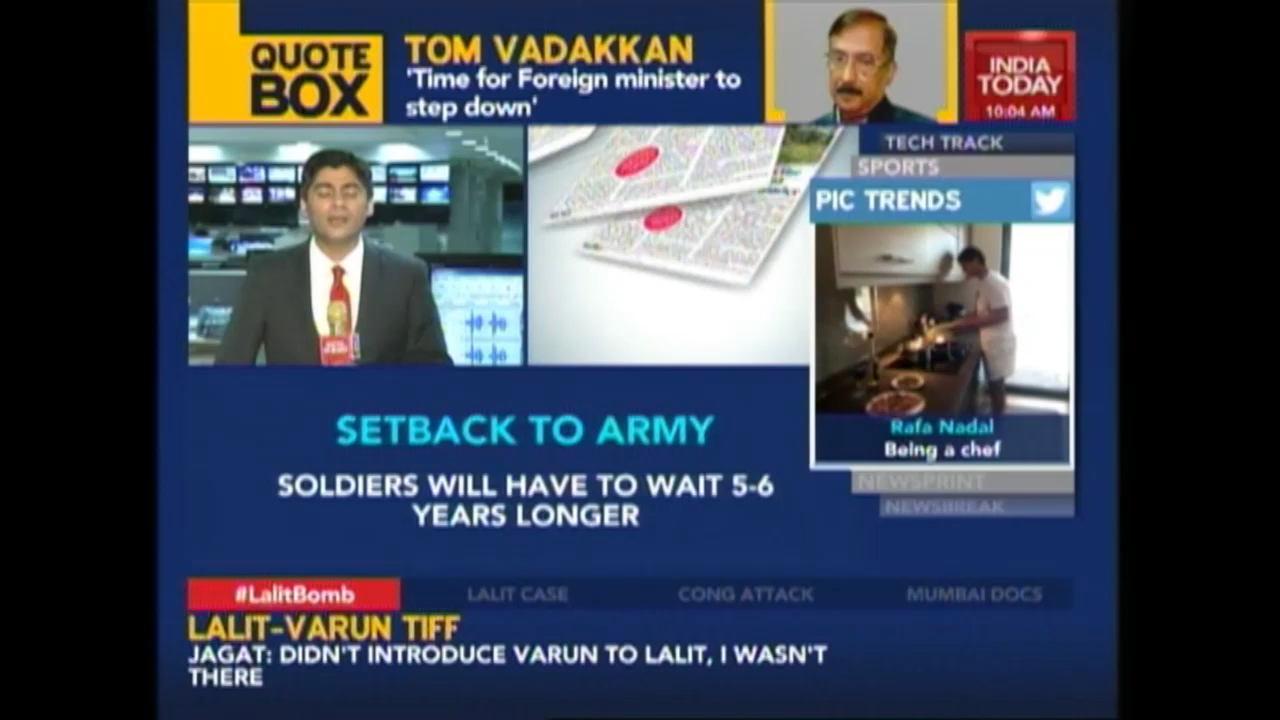 QUOTE
BOX
TOM VADAKKAN
'Time for Foreign minister to
step down'
INDIA
TODAY
10:04 AM
TECH TRACK
SPORTS
PIC TRENDS
Rafa Nadal
Being a chef
NEWSPRINT
NEWSBREAK
SETBACK TO ARMY
SOLDIERS WILL HAVE TO WAIT 5-6
YEARS LONGER
#LalitBomb
LALIT CASE
CONG ATTACK
MUMBAI DOCS
LALIT-VARUN TIFF
JAGAT: DIDN'T INTRODUCE VARUN TO LALIT, I WASN'T
THERE